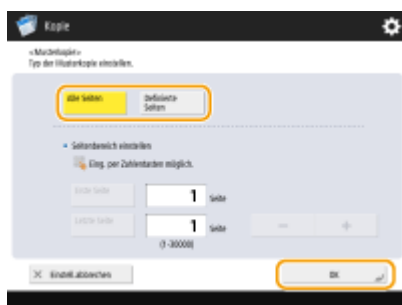 Kopie
<Musterkopie>
Typ der Musterkopie einstellen.
Alle Seiten
Definierte
Seiten
Seitenbereich einstellen
Eing. per Zahlentasten möglich.
Erste Seite
1 Seite
Letzte Seite
1 Seite
− +
(1-30000)
× Einstell.abbrechen
OK